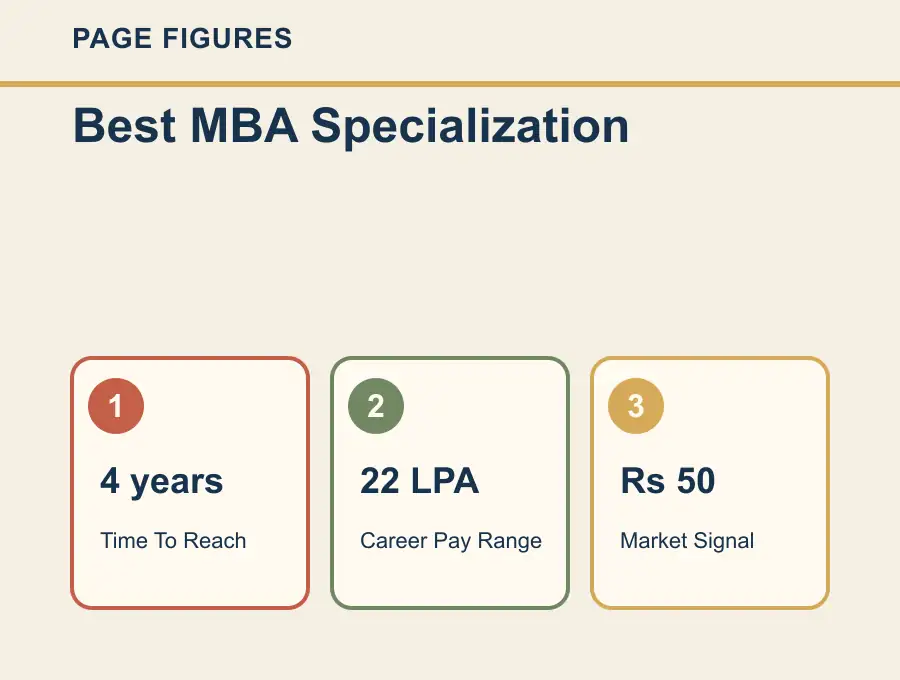 PAGE FIGURES
Best MBA Specialization
1
4 years
Time To Reach
2
22 LPA
Career Pay Range
3
Rs 50
Market Signal